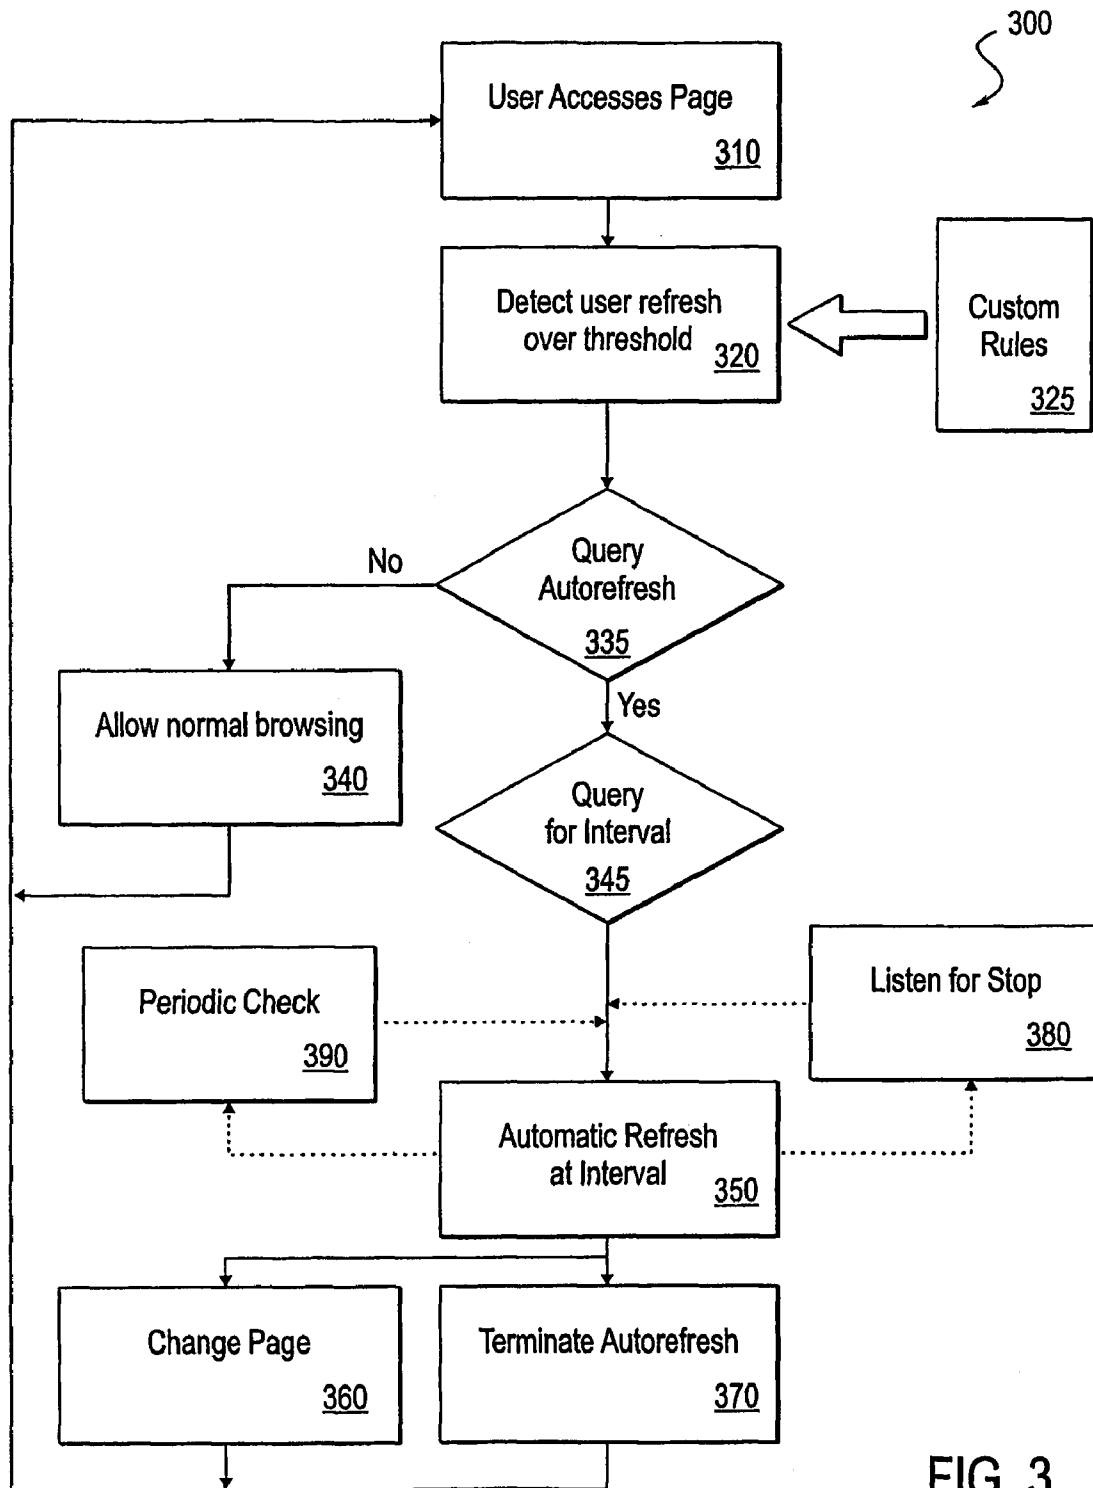 300
User Accesses Page
310
Detect user refresh
over threshold
320
Custom
Rules
325
Query
Autorefresh
335
No
Yes
Allow normal browsing
340
Query
for Interval
345
Periodic Check
390
Listen for Stop
380
Automatic Refresh
at Interval
350
Change Page
360
Terminate Autorefresh
370
FIG. 3